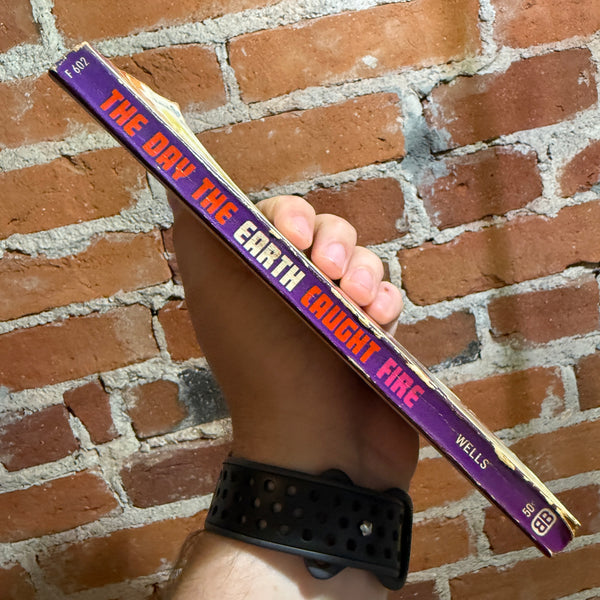 F 602
THE DAY THE EARTH CAUGHT FIRE
WELLS
50¢
BB